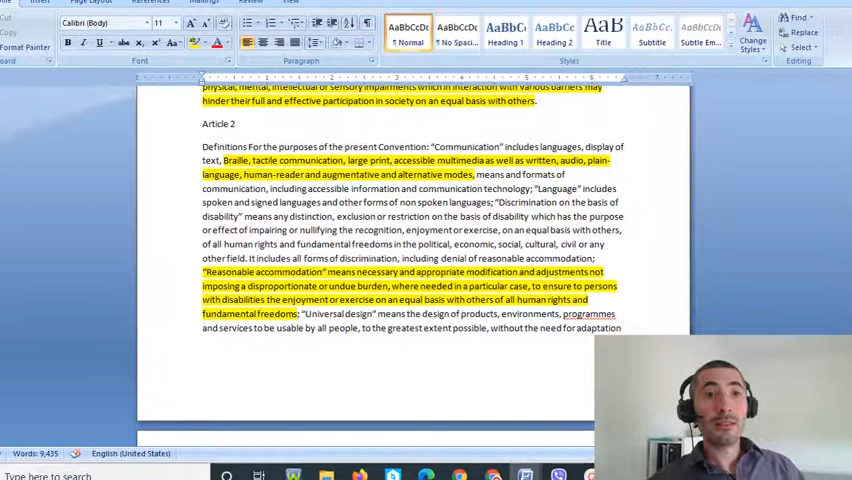 Insert
Page Layout
References
Mailings
Review
View
Copy
Format Painter
Calibri (Body)
11
B I U abc X₂ X² Aa
Font
Paragraph
AaBbCcDc AaBbCcDc AaBbCc AaBbCc AaB AaBbCc. AaBbCcDc
¶ Normal ¶ No Spaci... Heading 1 Heading 2 Title Subtitle Subtle Em...
Styles
Change
Styles
Find
Replace
Select
Editing
physical, mental, intellectual or sensory impairments which in interaction with various barriers may
hinder their full and effective participation in society on an equal basis with others.
Article 2
Definitions For the purposes of the present Convention: “Communication” includes languages, display of
text, Braille, tactile communication, large print, accessible multimedia as well as written, audio, plain-
language, human-reader and augmentative and alternative modes, means and formats of
communication, including accessible information and communication technology; “Language” includes
spoken and signed languages and other forms of non spoken languages; “Discrimination on the basis of
disability” means any distinction, exclusion or restriction on the basis of disability which has the purpose
or effect of impairing or nullifying the recognition, enjoyment or exercise, on an equal basis with others,
of all human rights and fundamental freedoms in the political, economic, social, cultural, civil or any
other field. It includes all forms of discrimination, including denial of reasonable accommodation;
“Reasonable accommodation” means necessary and appropriate modification and adjustments not
imposing a disproportionate or undue burden, where needed in a particular case, to ensure to persons
with disabilities the enjoyment or exercise on an equal basis with others of all human rights and
fundamental freedoms; “Universal design” means the design of products, environments, programmes
and services to be usable by all people, to the greatest extent possible, without the need for adaptation
Words: 9,435
English (United States)
Type here to search